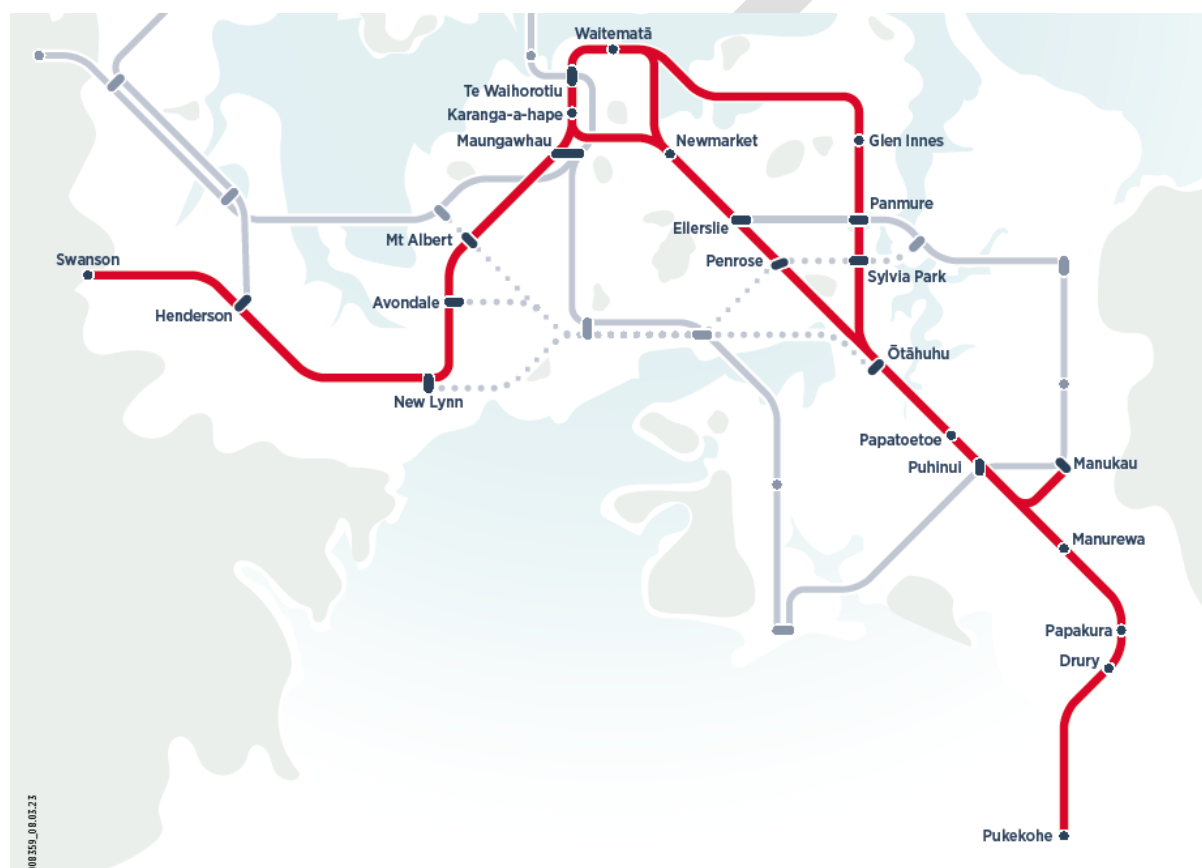 Waitematā
Te Waihorotiu
Karanga-a-hape
Maungawhau
Newmarket
Glen Innes
Panmure
Ellerslie
Mt Albert
Swanson
Penrose
Sylvia Park
Henderson
Avondale
Ōtāhuhu
New Lynn
Papatoetoe
Puhinui
Manukau
Manurewa
Papakura
Drury
Pukekohe
008359_08.03.23